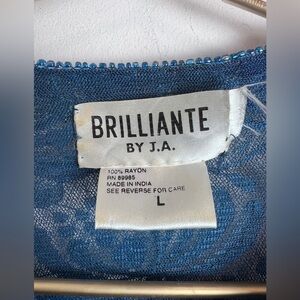 BRILLIANTE
BY J.A.
100% RAYON
RN 89985
MADE IN INDIA
SEE REVERSE FOR CARE
L